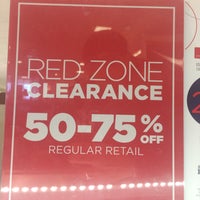 RED ZONE
CLEARANCE
50-75% OFF
REGULAR RETAIL